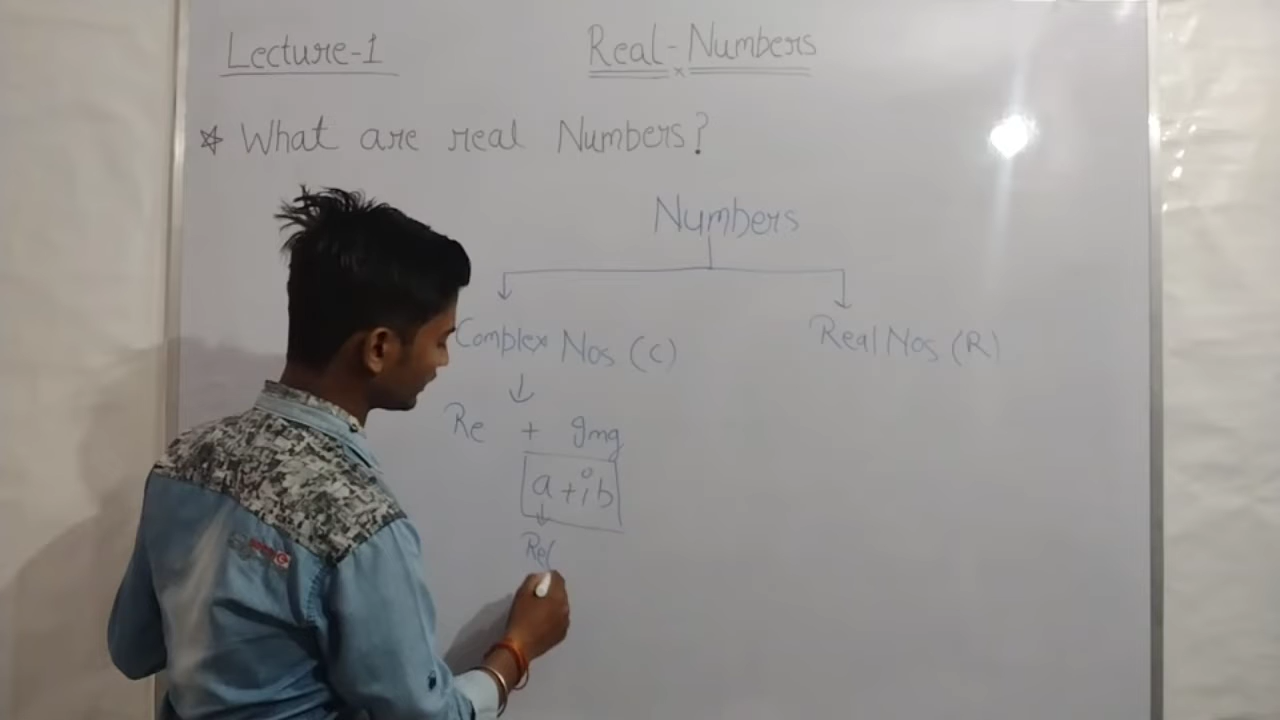 Lecture-1
Real-Numbers
☆ What are real Numbers?
Numbers
Complex Nos (C)
Real Nos (R)
Re + Img
a + ib
Re(